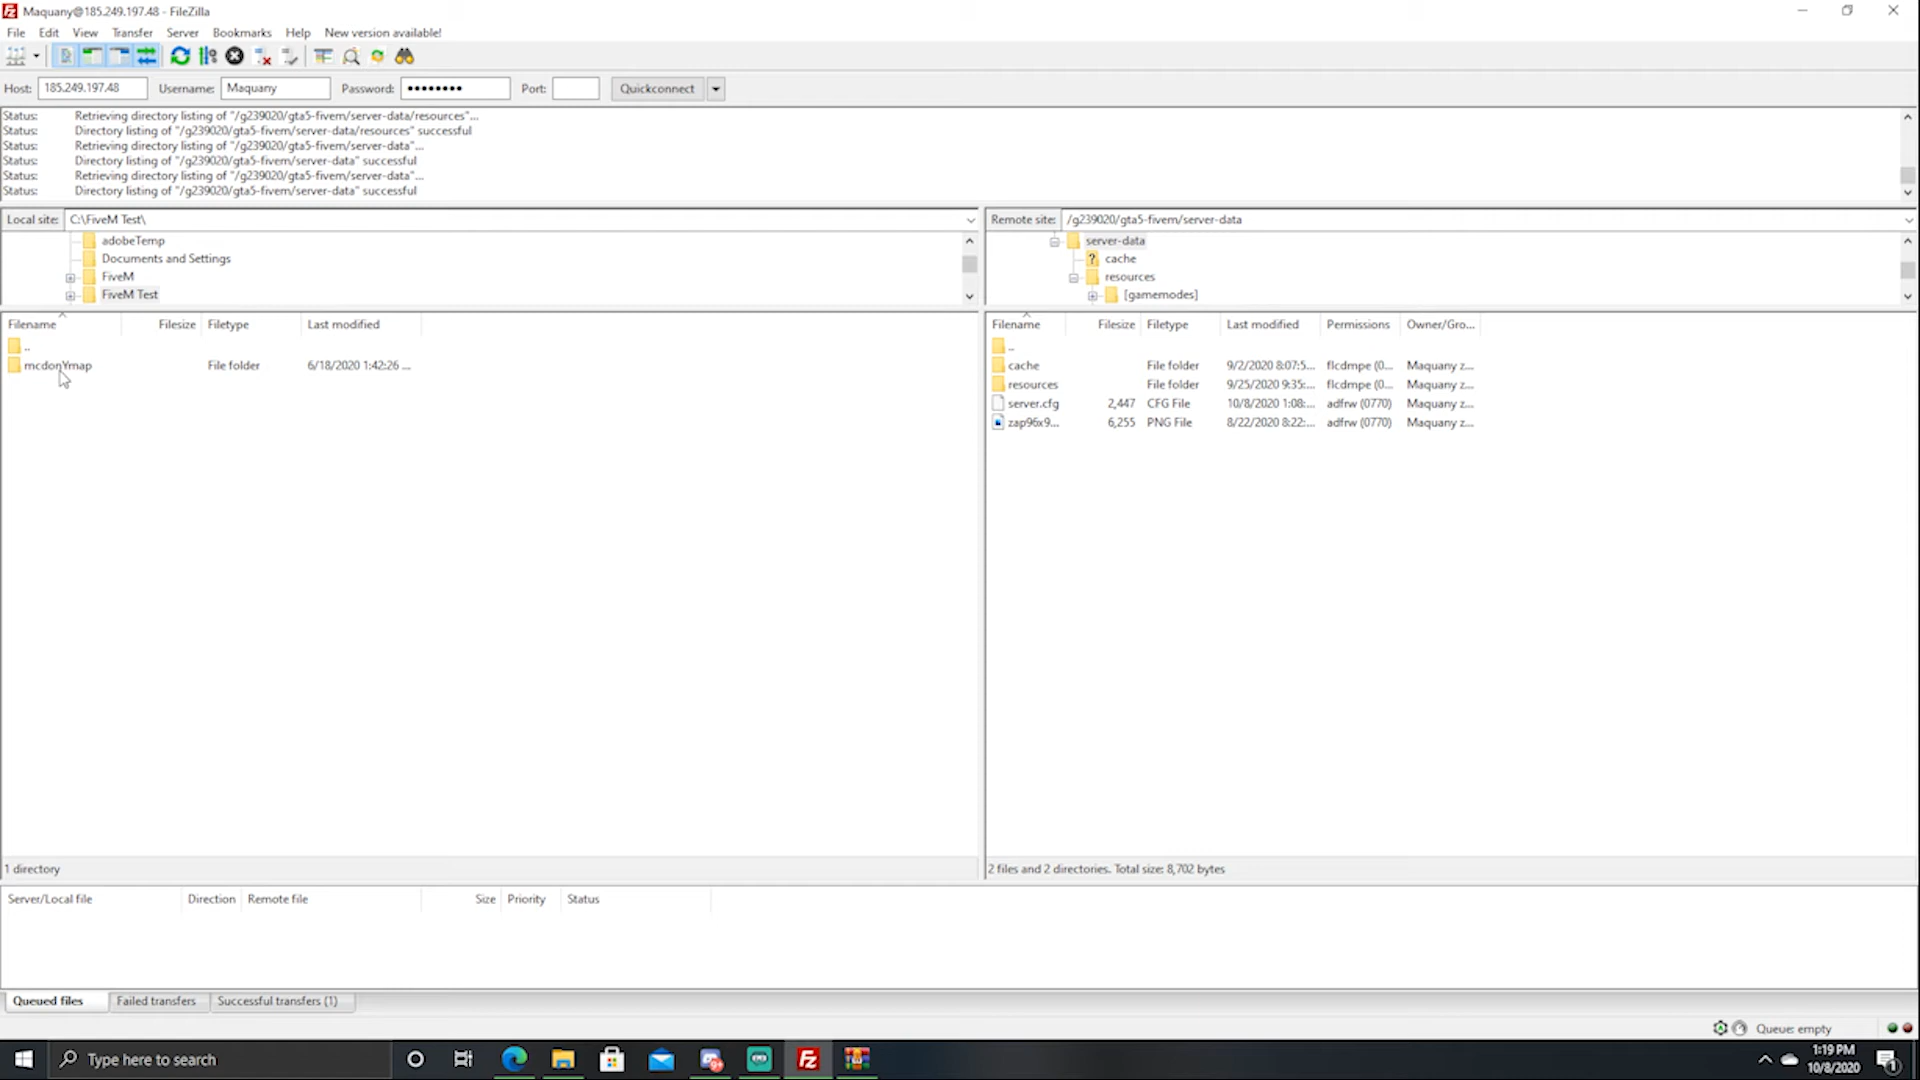 Maquany@185.249.197.48 - FileZilla
File Edit View Transfer Server Bookmarks Help New version available!
Host: 185.249.197.48 Username: Maquany Password: •••••••• Port: Quickconnect
Status: Retrieving directory listing of "/g239020/gta5-fivem/server-data/resources"...
Status: Directory listing of "/g239020/gta5-fivem/server-data/resources" successful
Status: Retrieving directory listing of "/g239020/gta5-fivem/server-data"...
Status: Directory listing of "/g239020/gta5-fivem/server-data" successful
Status: Retrieving directory listing of "/g239020/gta5-fivem/server-data"...
Status: Directory listing of "/g239020/gta5-fivem/server-data" successful
Local site: C:\FiveM Test\
adobeTemp
Documents and Settings
FiveM
FiveM Test
Filename Filesize Filetype Last modified
..
mcdonYmap File folder 6/18/2020 1:42:26 ...
1 directory
Remote site: /g239020/gta5-fivem/server-data
server-data
? cache
resources
[gamemodes]
Filename Filesize Filetype Last modified Permissions Owner/Gro...
..
cache File folder 9/2/2020 8:07:5... flcdmpe (0... Maquany z...
resources File folder 9/25/2020 9:35:... flcdmpe (0... Maquany z...
server.cfg 2,447 CFG File 10/8/2020 1:08:... adfrw (0770) Maquany z...
zap96x9... 6,255 PNG File 8/22/2020 8:22:... adfrw (0770) Maquany z...
2 files and 2 directories. Total size: 8,702 bytes
Server/Local file Direction Remote file Size Priority Status
Queued files Failed transfers Successful transfers (1)
Queue: empty
Type here to search
1:19 PM
10/8/2020